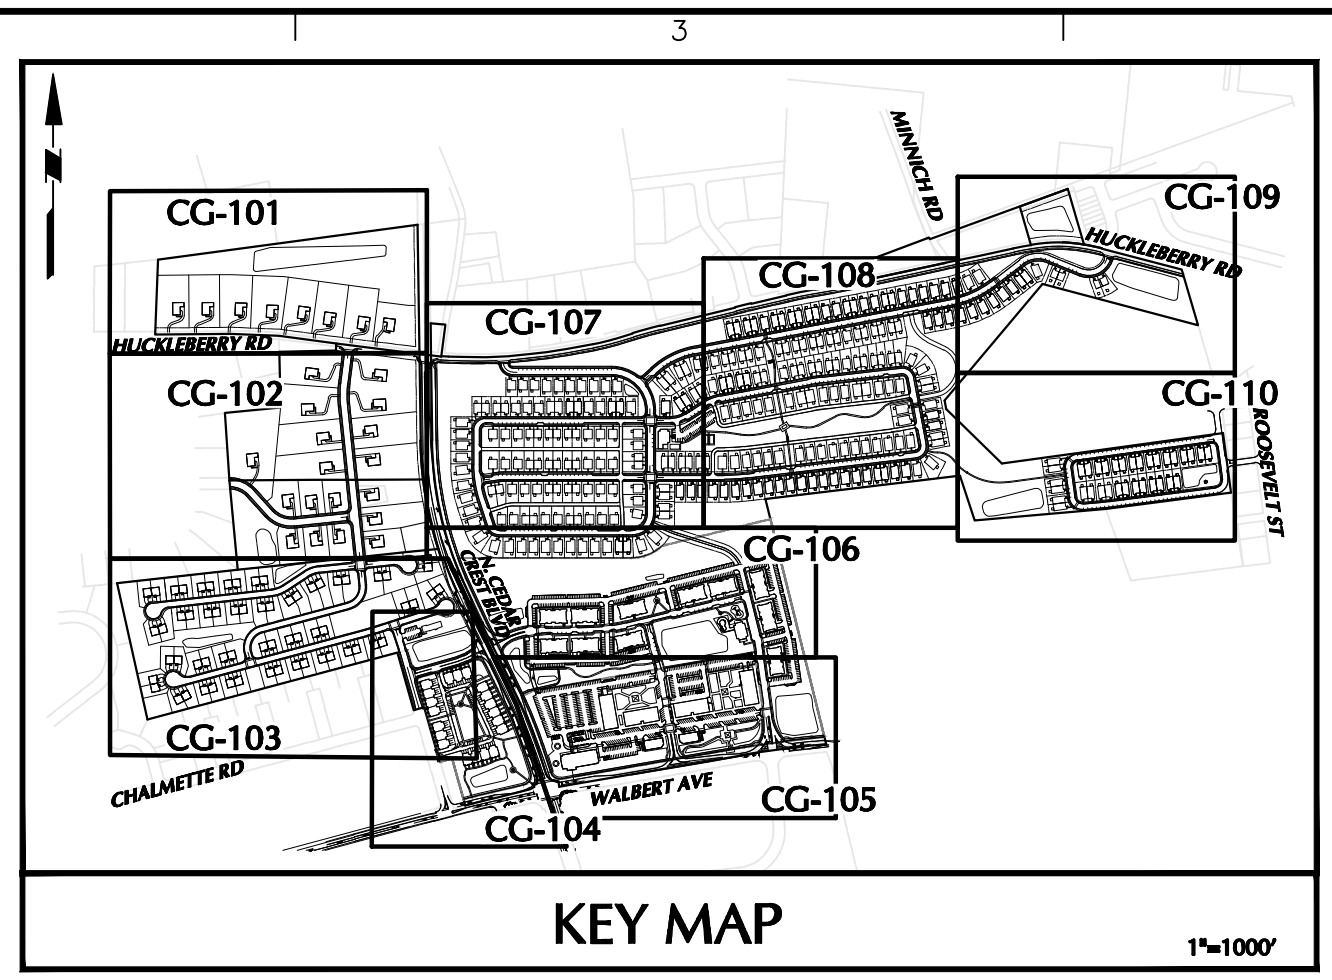 3
MINNICH RD
CG-101
CG-109
HUCKLEBERRY RD
CG-108
CG-107
HUCKLEBERRY RD
CG-102
CG-110
ROOSEVELT ST
CG-106
N. CEDAR
CREST BLVD
CG-103
CHALMETTE RD
WALBERT AVE
CG-105
CG-104
KEY MAP
1"=1000'